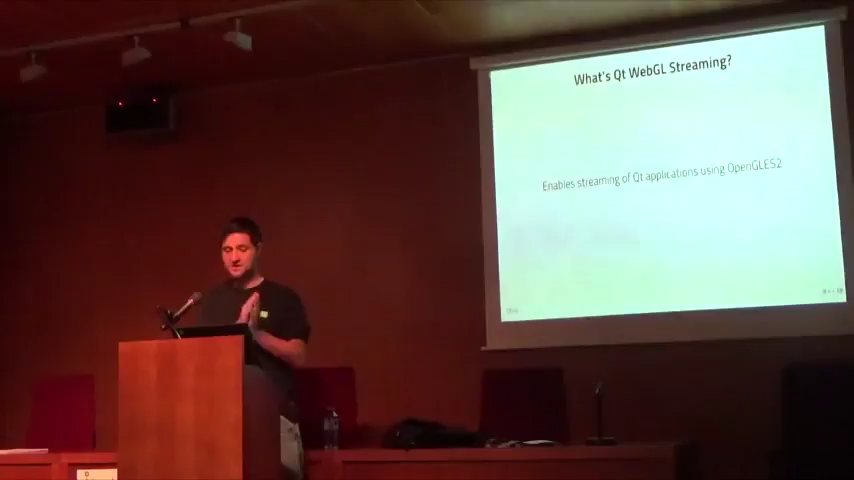 What's Qt WebGL Streaming?
Enables streaming of Qt applications using OpenGLES2